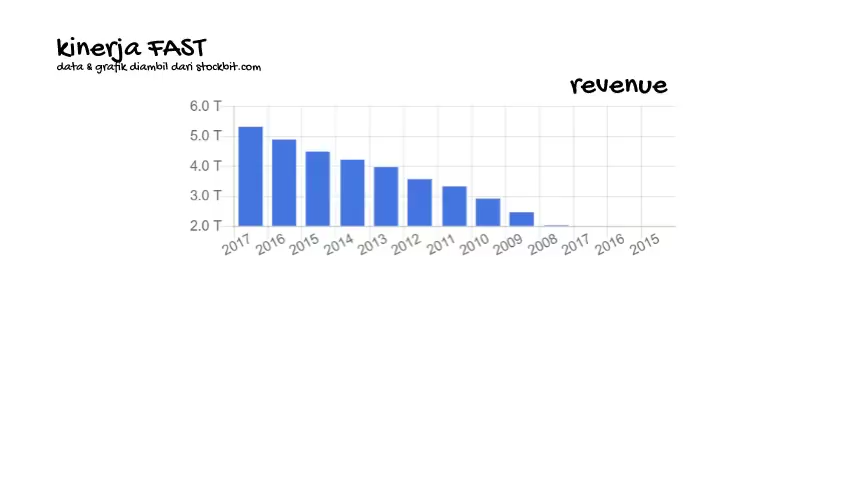 kinerja FAST
data & grafik diambil dari stockbit.com
revenue
6.0 T
5.0 T
4.0 T
3.0 T
2.0 T
2017 2016 2015 2014 2013 2012 2011 2010 2009 2008 2017 2016 2015